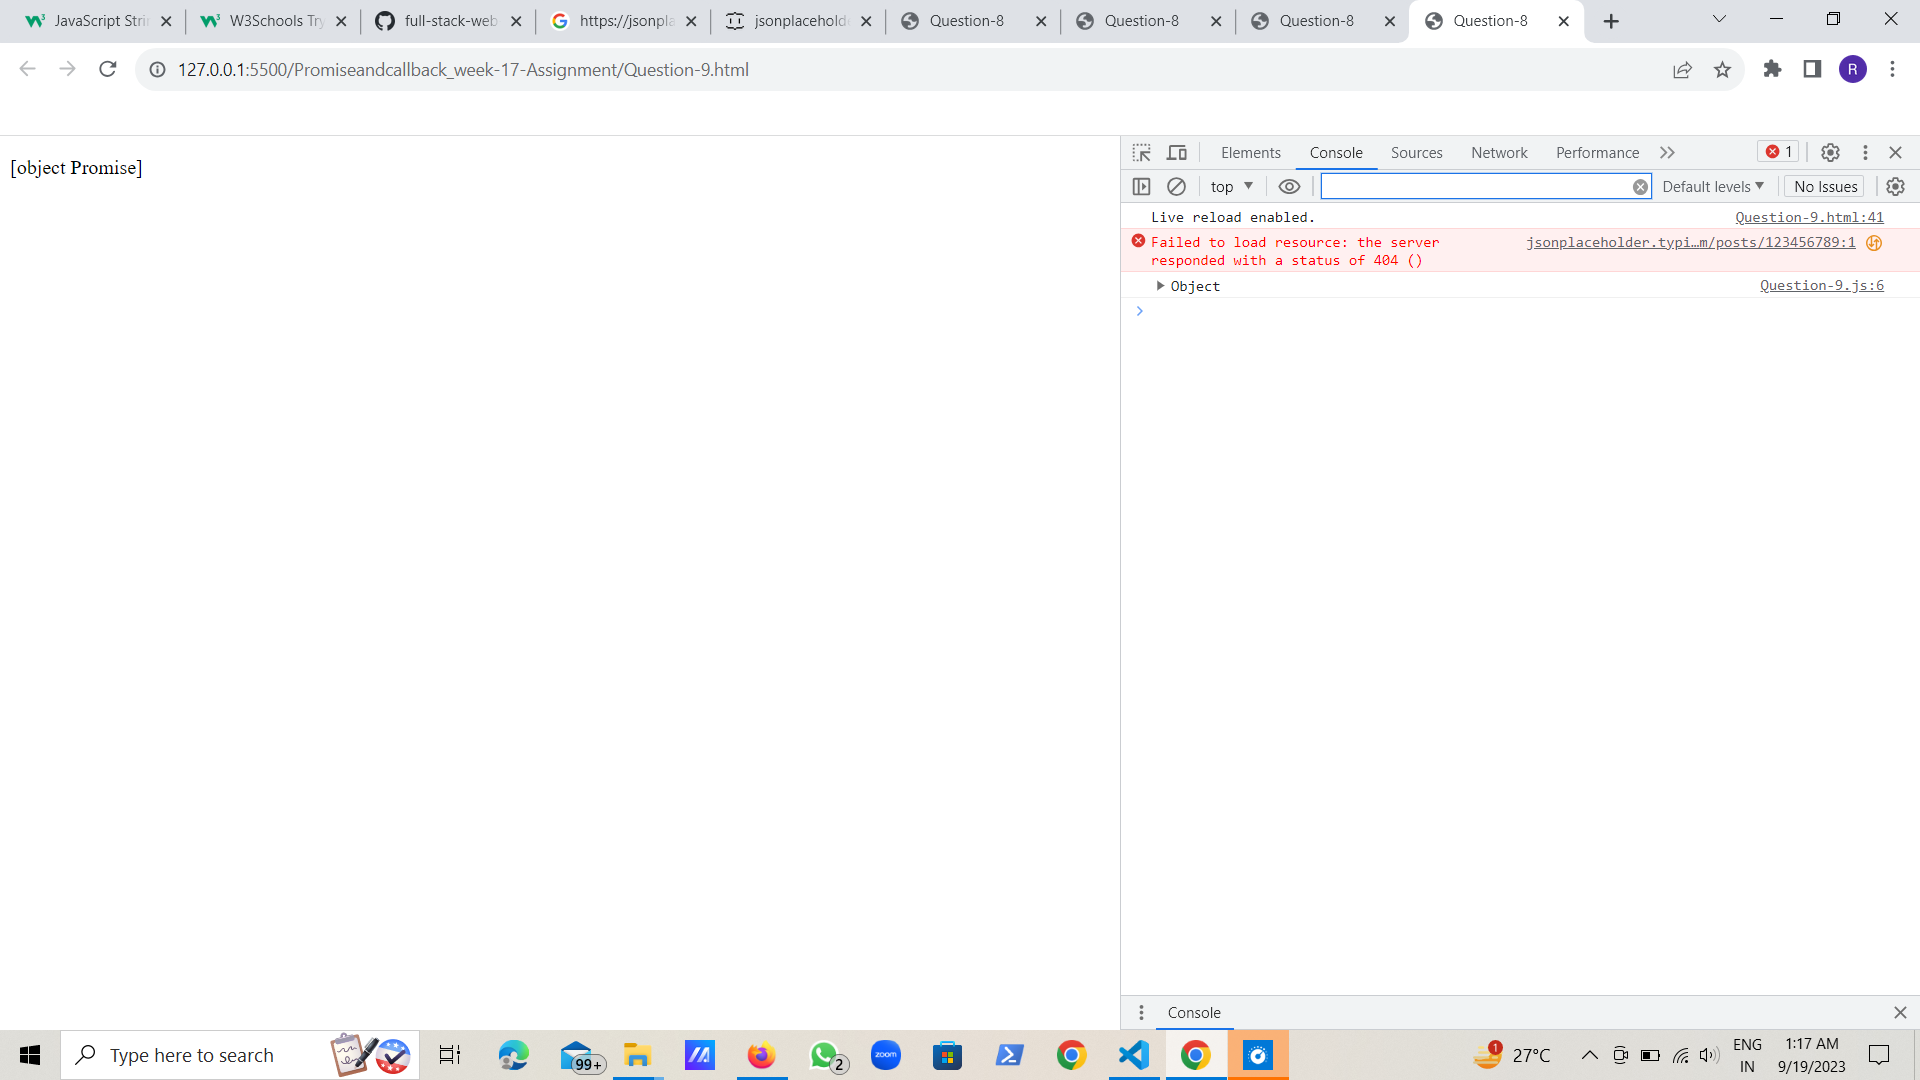 JavaScript Stri
W3Schools Try
full-stack-web
https://jsonpla
jsonplacehold
Question-8
Question-8
Question-8
Question-8
127.0.0.1:5500/Promiseandcallback_week-17-Assignment/Question-9.html
R
[object Promise]
Elements
Console
Sources
Network
Performance
1
top
Default levels
No Issues
Live reload enabled.
Question-9.html:41
Failed to load resource: the server
jsonplaceholder.typi…m/posts/123456789:1
responded with a status of 404 ()
Object
Question-9.js:6
Console
Type here to search
99+
2
zoom
1
27°C
ENG
IN
1:17 AM
9/19/2023